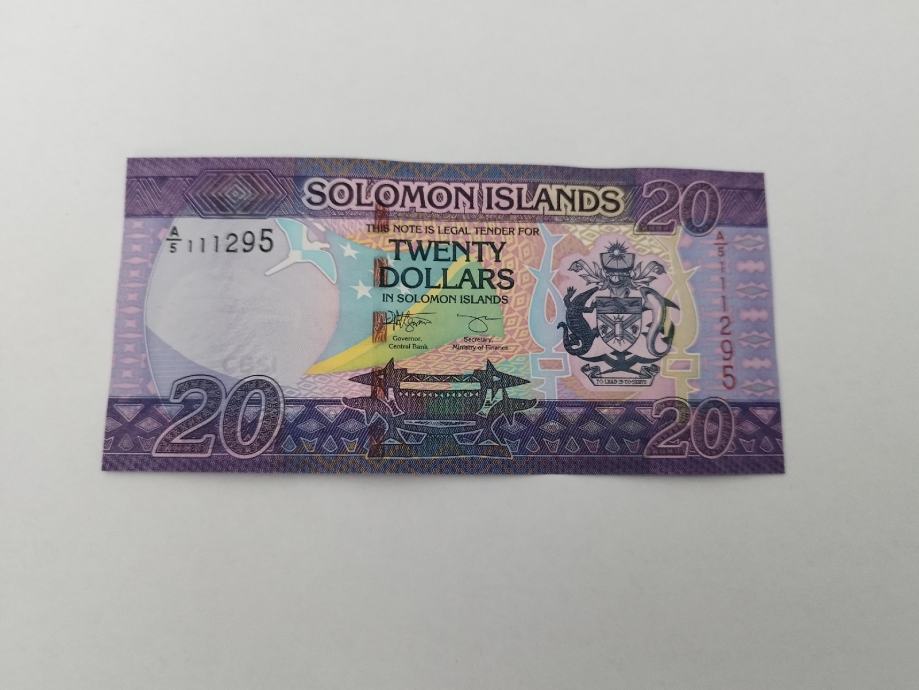 SOLOMON ISLANDS 20
A/5 111295
THIS NOTE IS LEGAL TENDER FOR
TWENTY
DOLLARS
IN SOLOMON ISLANDS
Governor, Secretary,
Central Bank Ministry of Finance
A/5 111295
TO LEAD IS TO SERVE
20 20